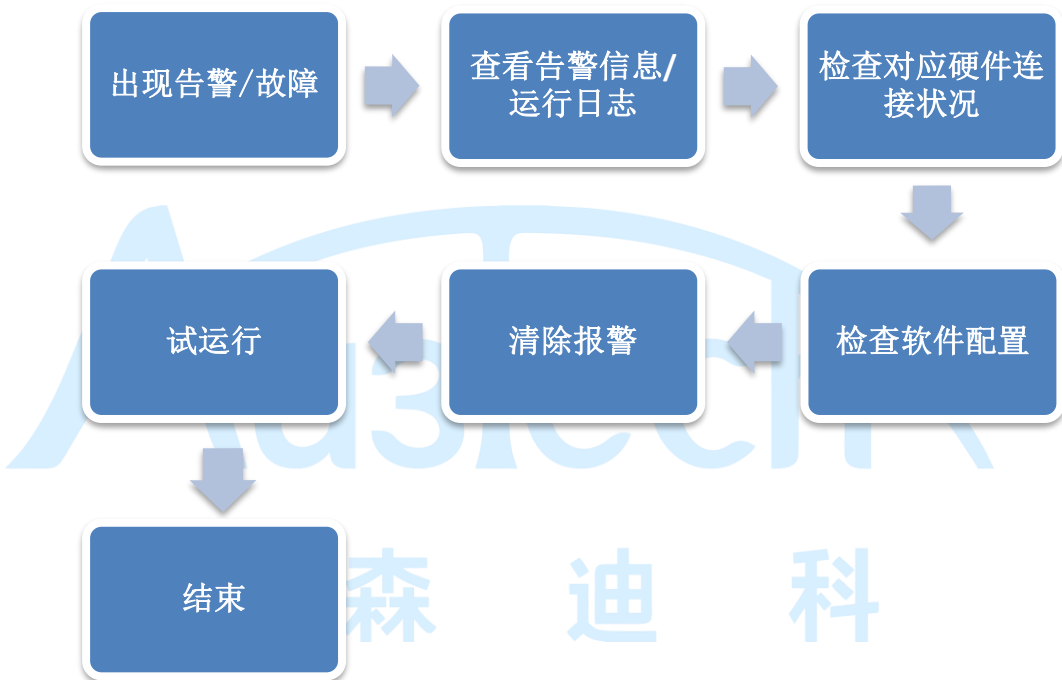 出现告警/故障
查看告警信息/
运行日志
检查对应硬件连
接状况
检查软件配置
清除报警
试运行
结束
森迪科